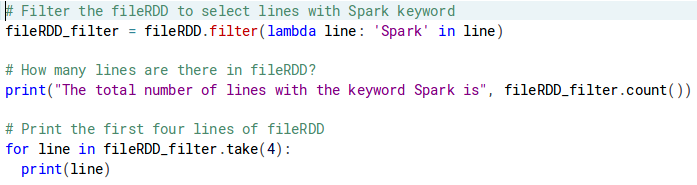 # Filter the fileRDD to select lines with Spark keyword
fileRDD_filter = fileRDD.filter(lambda line: 'Spark' in line)

# How many lines are there in fileRDD?
print("The total number of lines with the keyword Spark is", fileRDD_filter.count())

# Print the first four lines of fileRDD
for line in fileRDD_filter.take(4):
  print(line)